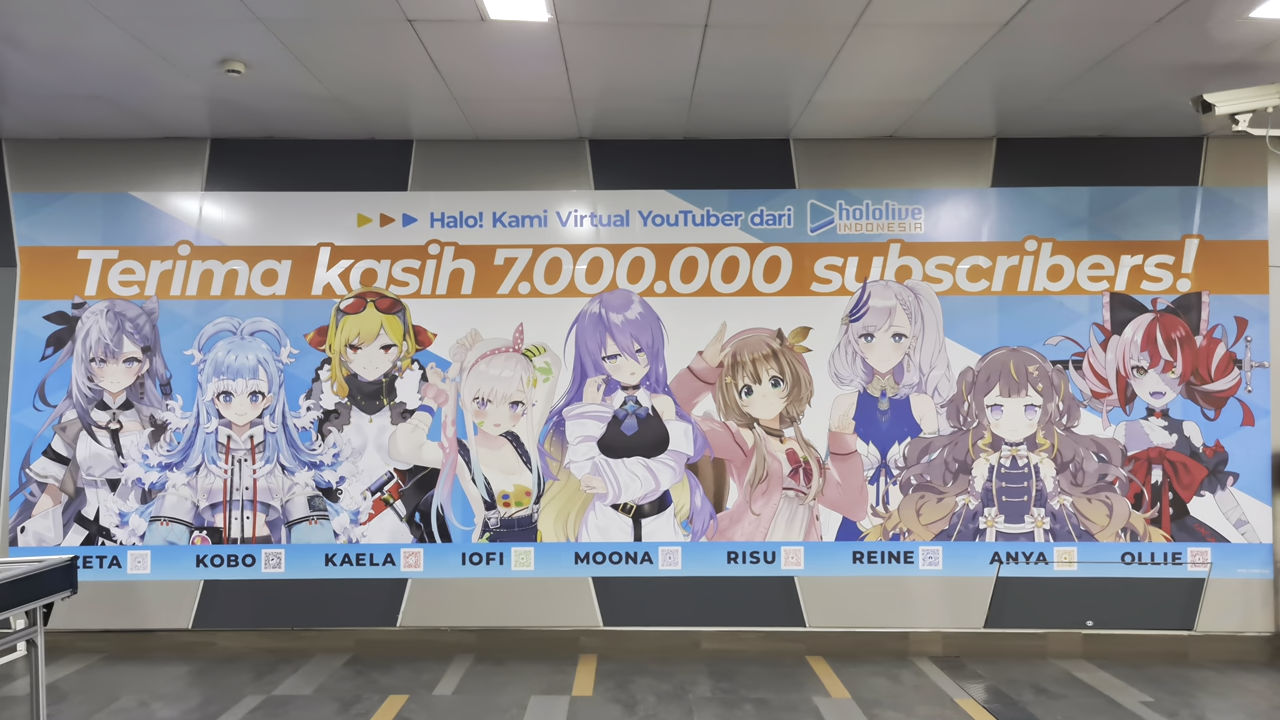 Halo! Kami Virtual YouTuber dari hololive INDONESIA
Terima kasih 7.000.000 subscribers!
ZETA KOBO KAELA IOFI MOONA RISU REINE ANYA OLLIE